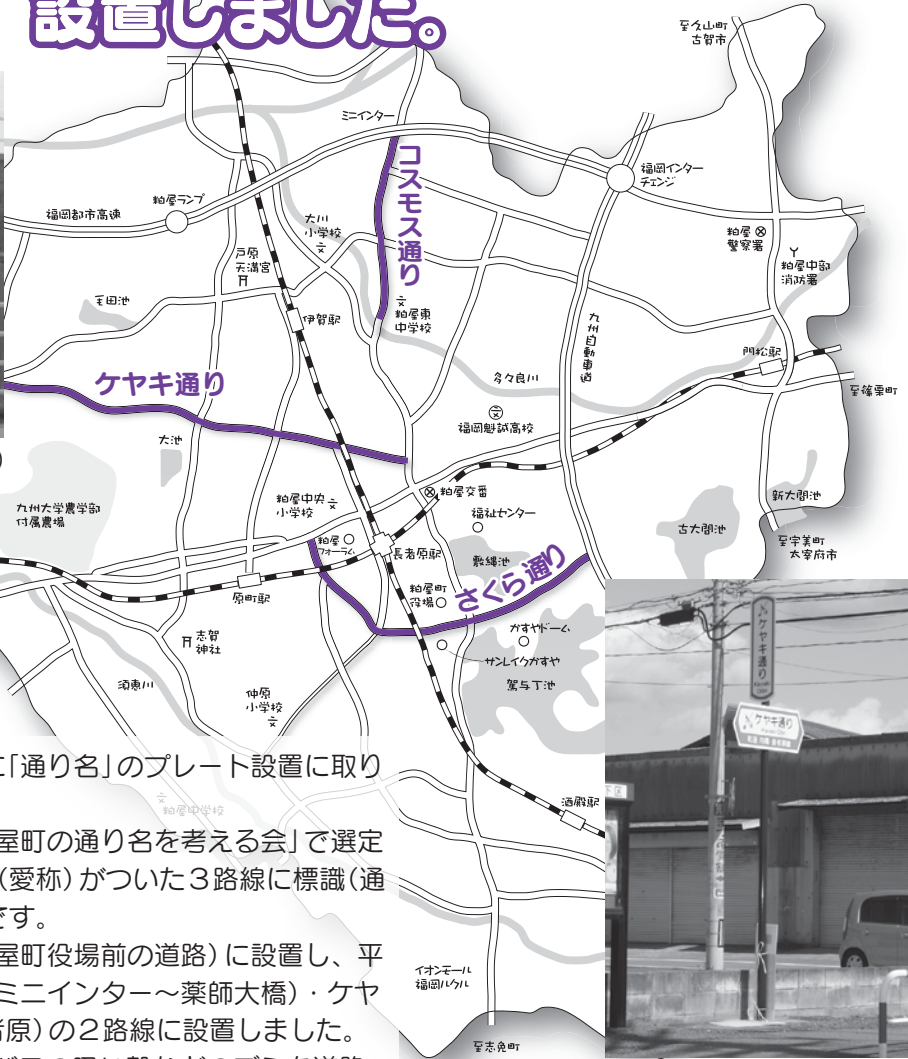 設置しました。
至久山町
古賀市
ミニインター
コスモス通り
福岡インター
チェンジ
粕屋ランプ
福岡都市高速
大川
小学校
粕屋
警察署
戸原
天満宮
粕屋中部
消防署
伊賀駅
粕屋東
中学校
九州自動車道
門松駅
ケヤキ通り
多々良川
至篠栗町
福岡魁誠高校
大池
九州大学農学部
付属農場
粕屋中央
小学校
粕屋交番
福祉センター
新大間池
古大間池
至宇美町
太宰府市
粕屋
フォーラム
長者原駅
敷縄池
さくら通り
原町駅
粕屋町
役場
かすやドーム
志賀
神社
サンレイクかすや
駕与丁池
須恵川
仲原
小学校
ケヤキ通り
ケヤキ通り
に「通り名」のプレート設置に取り
粕屋中学校
酒殿駅
屋町の通り名を考える会」で選定
（愛称）がついた３路線に標識（通
です。
屋町役場前の道路）に設置し、平
ミニインター～薬師大橋）・ケヤ
者原）の２路線に設置しました。
イオンモール
福岡ルクル
至志免町